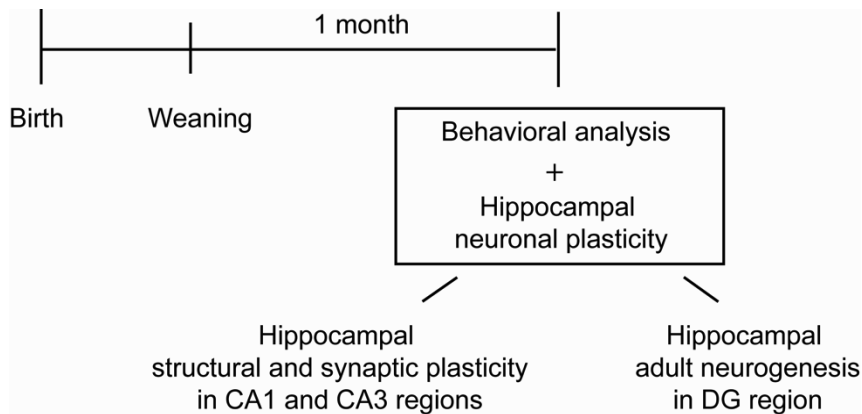 1 month
Birth
Weaning
Behavioral analysis
+
Hippocampal
neuronal plasticity
Hippocampal
structural and synaptic plasticity
in CA1 and CA3 regions
Hippocampal
adult neurogenesis
in DG region